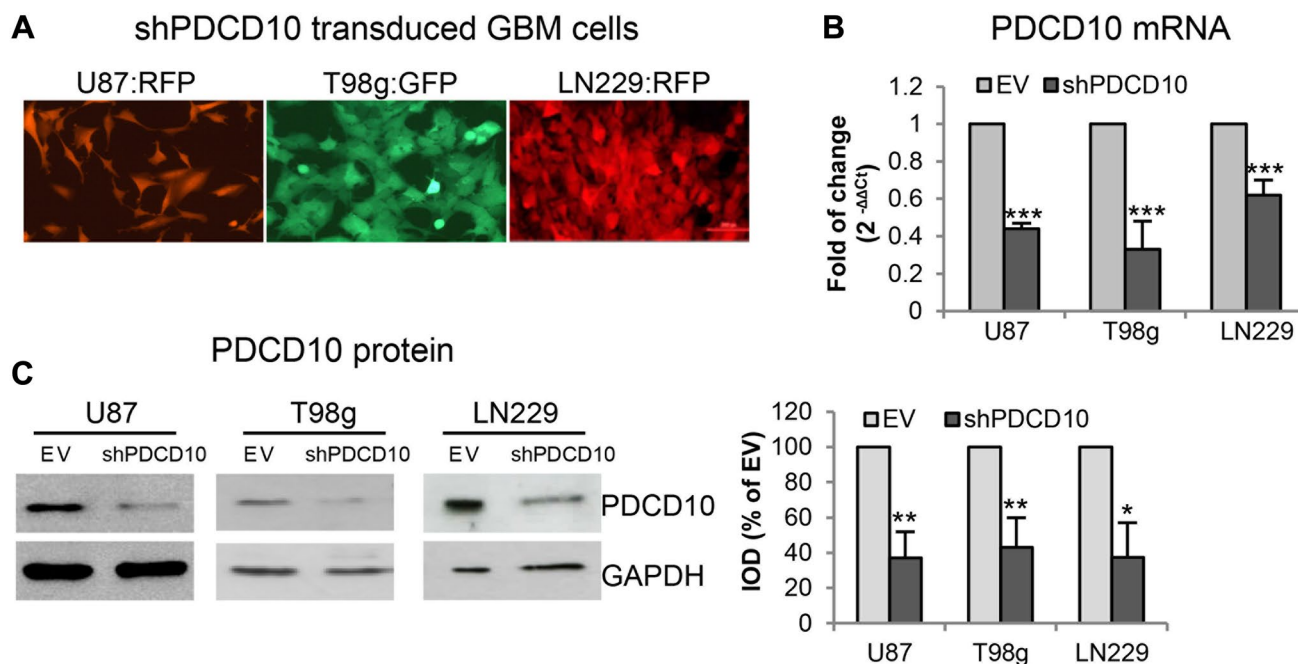 A
shPDCD10 transduced GBM cells
U87:RFP T98g:GFP LN229:RFP
B
PDCD10 mRNA
EV shPDCD10
Fold of change
(2 -ΔΔCt)
1.2
1
0.8
0.6
0.4
0.2
0
*** *** ***
U87 T98g LN229
C
PDCD10 protein
U87 T98g LN229
EV shPDCD10 EV shPDCD10 EV shPDCD10
PDCD10
GAPDH
EV shPDCD10
IOD (% of EV)
120
100
80
60
40
20
0
** ** *
U87 T98g LN229